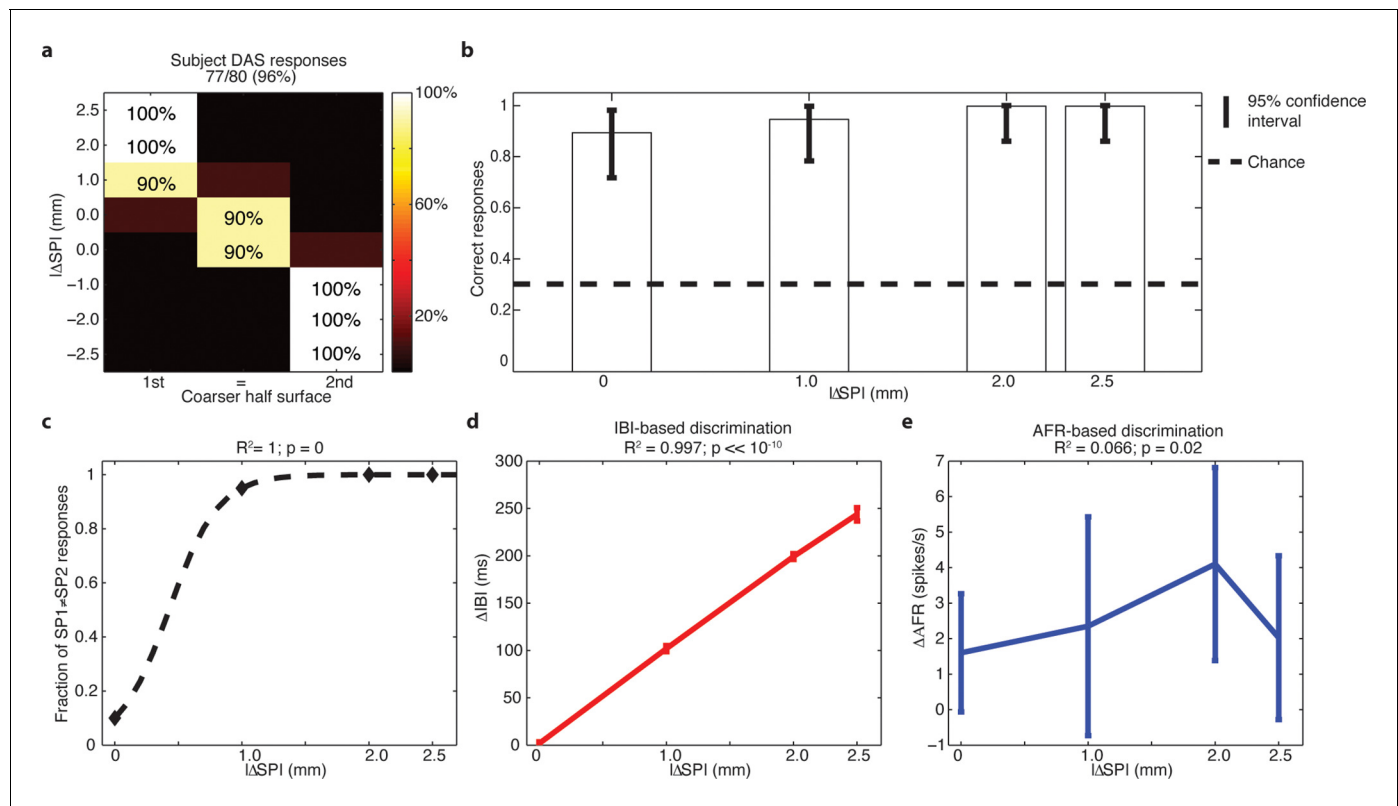 a
Subject DAS responses
77/80 (96%)
|ΔSPI (mm)
2.5
2.0
1.0
0.0
0.0
−1.0
−2.0
−2.5
100%
100%
90%
90%
90%
100%
100%
100%
1st
=
2nd
Coarser half surface
100%
60%
20%
b
Correct responses
1
0.8
0.6
0.4
0.2
0
0
1.0
2.0
2.5
|ΔSPI (mm)
95% confidence
interval
Chance
c
R²= 1; p = 0
Fraction of SP1≠SP2 responses
1
0.8
0.6
0.4
0.2
0
0
1.0
2.0
2.5
|ΔSPI (mm)
d
IBI-based discrimination
R² = 0.997; p << 10⁻¹⁰
ΔIBI (ms)
300
250
200
150
100
50
0
0
1.0
2.0
2.5
|ΔSPI (mm)
e
AFR-based discrimination
R² = 0.066; p = 0.02
ΔAFR (spikes/s)
7
6
5
4
3
2
1
0
−1
0
1.0
2.0
2.5
|ΔSPI (mm)